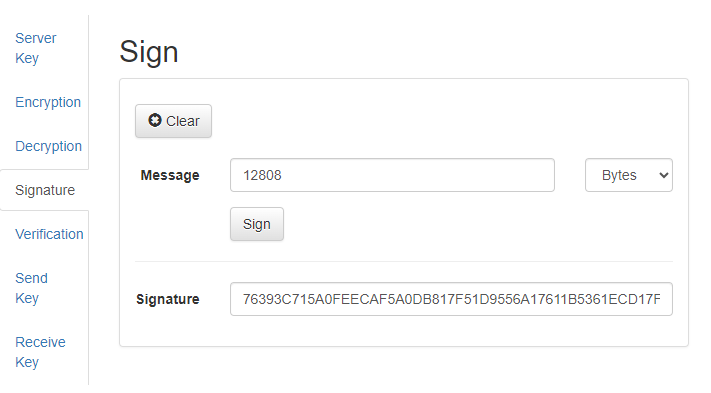 Server
Key
Encryption
Decryption
Signature
Verification
Send
Key
Receive
Key
Sign
Clear
Message 12808 Bytes
Sign
Signature 76393C715A0FEECAF5A0DB817F51D9556A17611B5361ECD17F